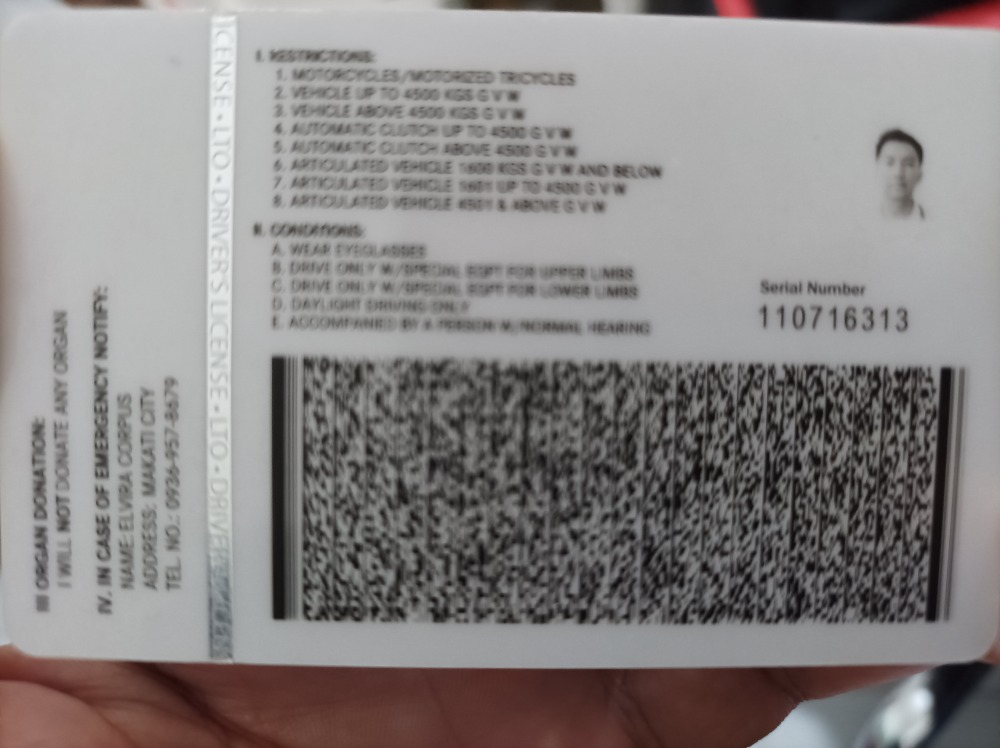 I. RESTRICTIONS:
1. MOTORCYCLES/MOTORIZED TRICYCLES
2. VEHICLE UP TO 4500 KGS G V W
3. VEHICLE ABOVE 4500 KGS G V W
4. AUTOMATIC CLUTCH UP TO 4500 G V W
5. AUTOMATIC CLUTCH ABOVE 4500 G V W
6. ARTICULATED VEHICLE 1600 KGS G V W AND BELOW
7. ARTICULATED VEHICLE 1601 UP TO 4500 G V W
8. ARTICULATED VEHICLE 4501 & ABOVE G V W
II. CONDITIONS:
A. WEAR EYEGLASSES
B. DRIVE ONLY W/SPECIAL EQPT FOR UPPER LIMBS
C. DRIVE ONLY W/SPECIAL EQPT FOR LOWER LIMBS
D. DAYLIGHT DRIVING ONLY
E. ACCOMPANIED BY A PERSON W/NORMAL HEARING
Serial Number
110716313
ICENSE • LTO • DRIVER'S LICENSE • LTO • DRIVER'S
III ORGAN DONATION:
I WILL NOT DONATE ANY ORGAN
IV. IN CASE OF EMERGENCY NOTIFY:
NAME ELVIRA CORPUS
ADDRESS: MAKATI CITY
TEL. NO.: 0936-957-8679